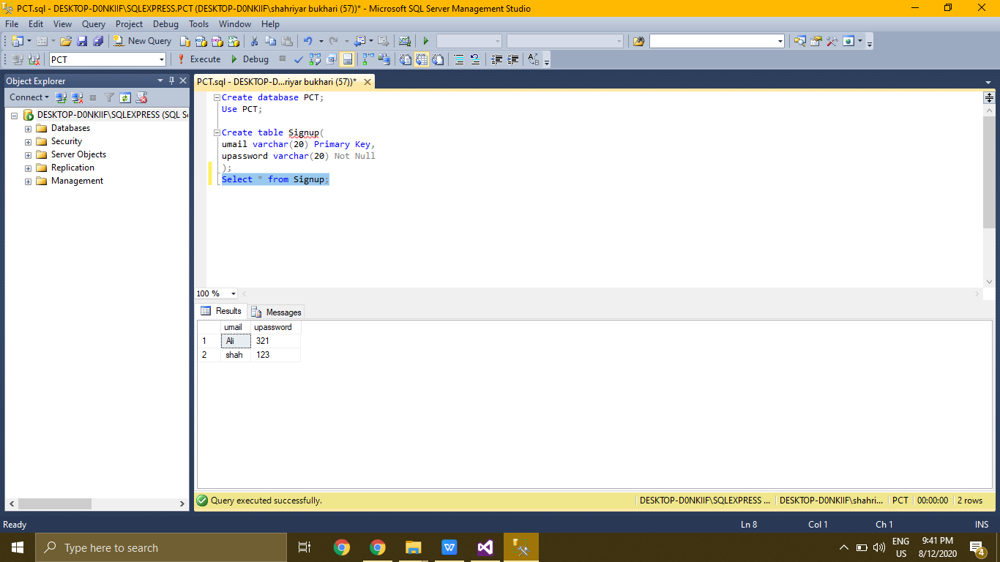 PCT.sql - DESKTOP-D0NKIIF\SQLEXPRESS.PCT (DESKTOP-D0NKIIF\shahriyar bukhari (57))* - Microsoft SQL Server Management Studio
File Edit View Query Project Debug Tools Window Help
New Query
PCT Execute Debug
Object Explorer
Connect
DESKTOP-D0NKIIF\SQLEXPRESS (SQL S
Databases
Security
Server Objects
Replication
Management
PCT.sql - DESKTOP-D...riyar bukhari (57))*
Create database PCT;
Use PCT;
Create table Signup(
umail varchar(20) Primary Key,
upassword varchar(20) Not Null
);
Select * from Signup;
100 %
Results Messages
umail upassword
1 Ali 321
2 shah 123
Query executed successfully. DESKTOP-D0NKIIF\SQLEXPRESS ... DESKTOP-D0NKIIF\shahri... PCT 00:00:00 2 rows
Ready Ln 8 Col 1 Ch 1 INS
Type here to search
ENG
US
9:41 PM
8/12/2020
4